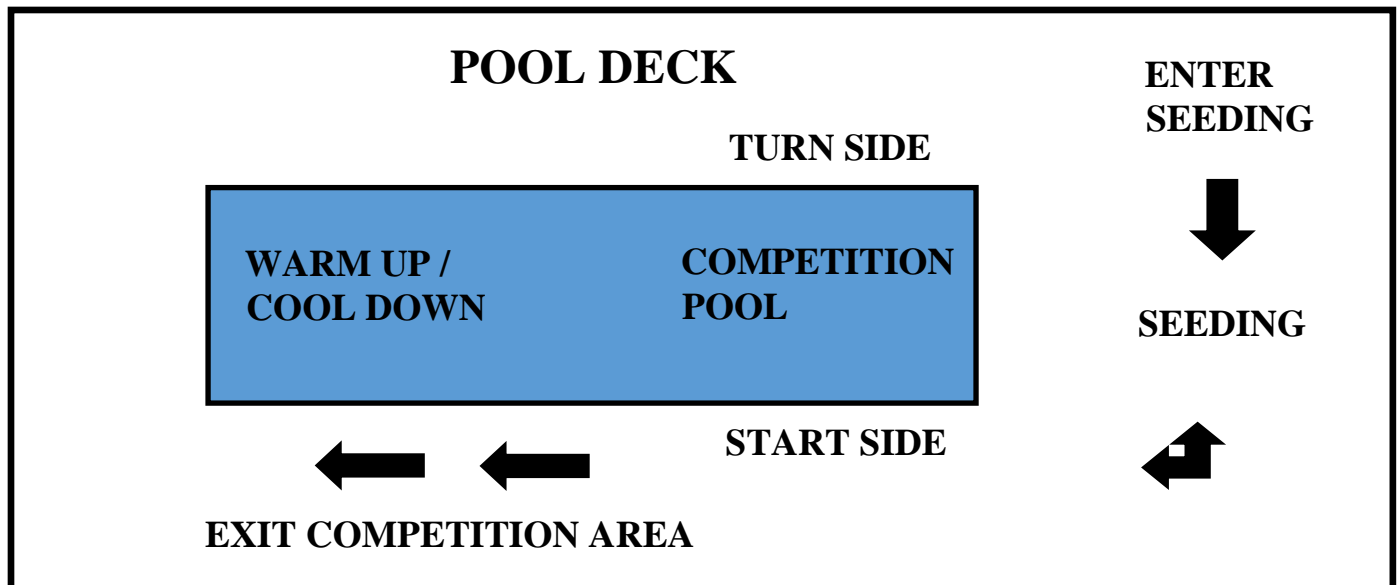 POOL DECK
ENTER
SEEDING
TURN SIDE
WARM UP /
COOL DOWN
COMPETITION
POOL
SEEDING
START SIDE
EXIT COMPETITION AREA